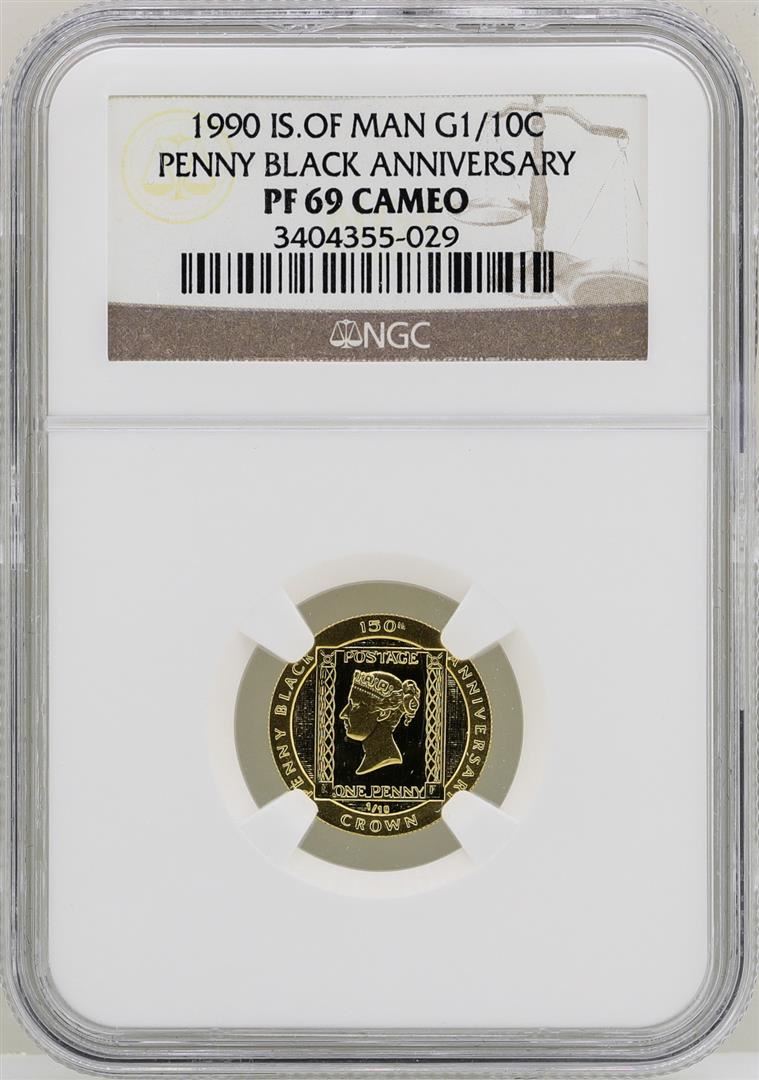 1990 IS.OF MAN G1/10C
PENNY BLACK ANNIVERSARY
PF 69 CAMEO
3404355-029
NGC
150th
PENNY BLACK
ANNIVERSARY
POSTAGE
K ONE PENNY F
1/10
CROWN